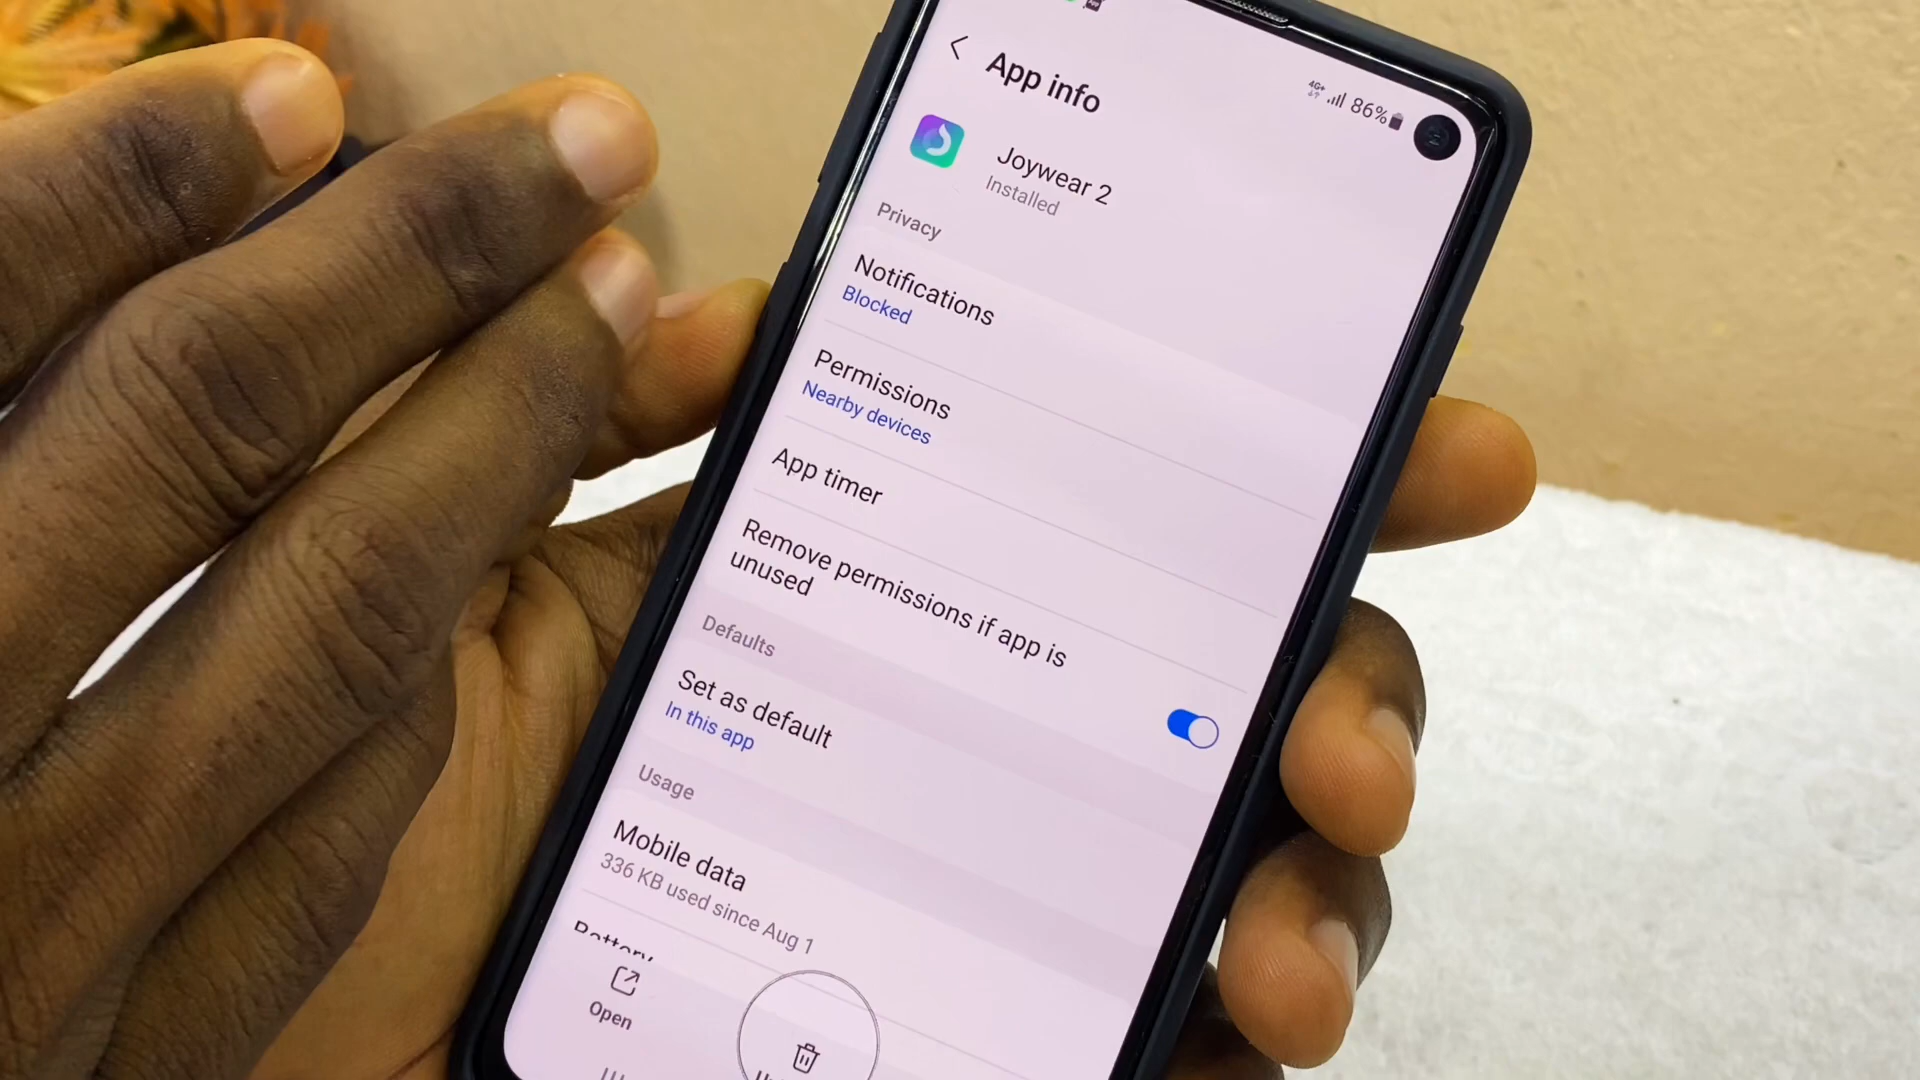 4G+
86%
App info
Joywear 2
Installed
Privacy
Notifications
Blocked
Permissions
Nearby devices
App timer
Remove permissions if app is
unused
Defaults
Set as default
In this app
Usage
Mobile data
336 KB used since Aug 1
Battery
Open